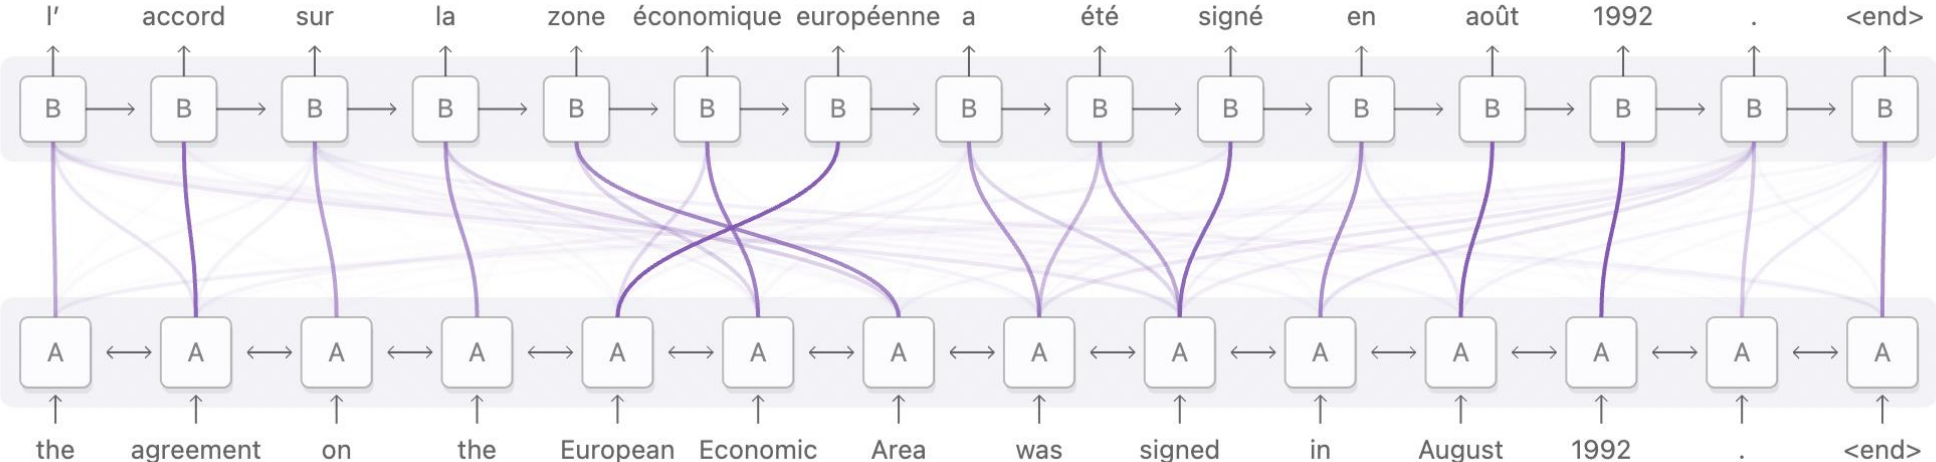 l’ accord sur la zone économique européenne a été signé en août 1992 . <end>
B B B B B B B B B B B B B B B
A A A A A A A A A A A A A A
the agreement on the European Economic Area was signed in August 1992 . <end>